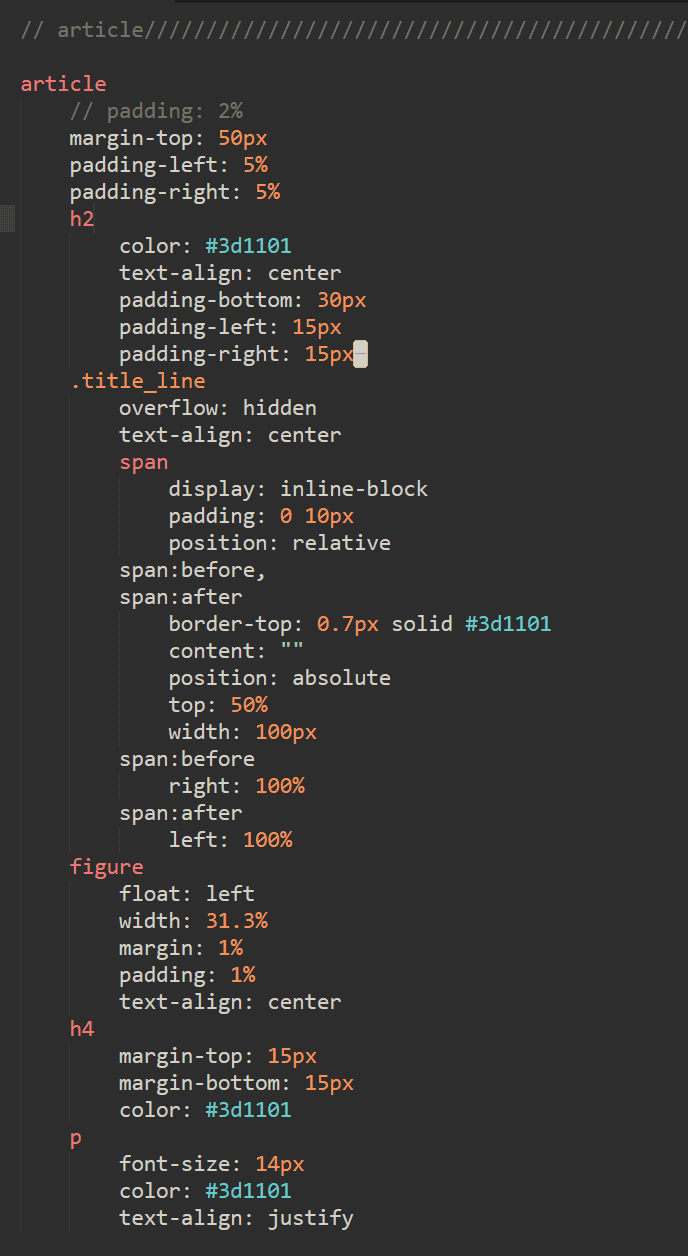 // article////////////////////////////////////////////
article
// padding: 2%
margin-top: 50px
padding-left: 5%
padding-right: 5%
h2
color: #3d1101
text-align: center
padding-bottom: 30px
padding-left: 15px
padding-right: 15px
.title_line
overflow: hidden
text-align: center
span
display: inline-block
padding: 0 10px
position: relative
span:before,
span:after
border-top: 0.7px solid #3d1101
content: ""
position: absolute
top: 50%
width: 100px
span:before
right: 100%
span:after
left: 100%
figure
float: left
width: 31.3%
margin: 1%
padding: 1%
text-align: center
h4
margin-top: 15px
margin-bottom: 15px
color: #3d1101
p
font-size: 14px
color: #3d1101
text-align: justify